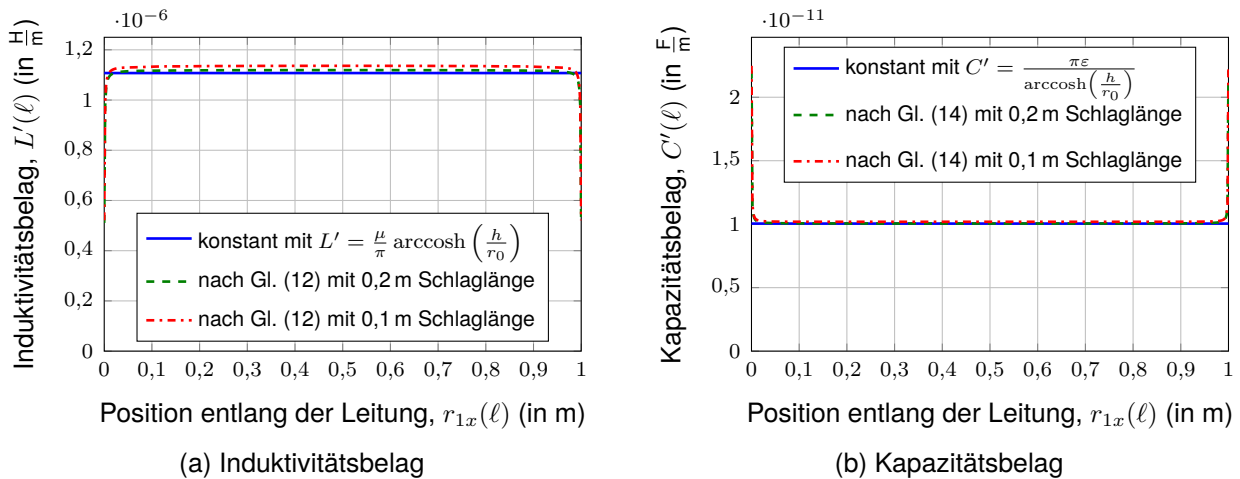 ·10⁻⁶
Induktivitätsbelag, L′(ℓ) (in H/m)
1,2
1
0,8
0,6
0,4
0,2
0
konstant mit L′ = μ/π arccosh(h/r₀)
nach Gl. (12) mit 0,2 m Schlaglänge
nach Gl. (12) mit 0,1 m Schlaglänge
0 0,1 0,2 0,3 0,4 0,5 0,6 0,7 0,8 0,9 1
Position entlang der Leitung, r₁ₓ(ℓ) (in m)
(a) Induktivitätsbelag
·10⁻¹¹
Kapazitätsbelag, C′(ℓ) (in F/m)
2
1,5
1
0,5
0
konstant mit C′ = πε/arccosh(h/r₀)
nach Gl. (14) mit 0,2 m Schlaglänge
nach Gl. (14) mit 0,1 m Schlaglänge
0 0,1 0,2 0,3 0,4 0,5 0,6 0,7 0,8 0,9 1
Position entlang der Leitung, r₁ₓ(ℓ) (in m)
(b) Kapazitätsbelag